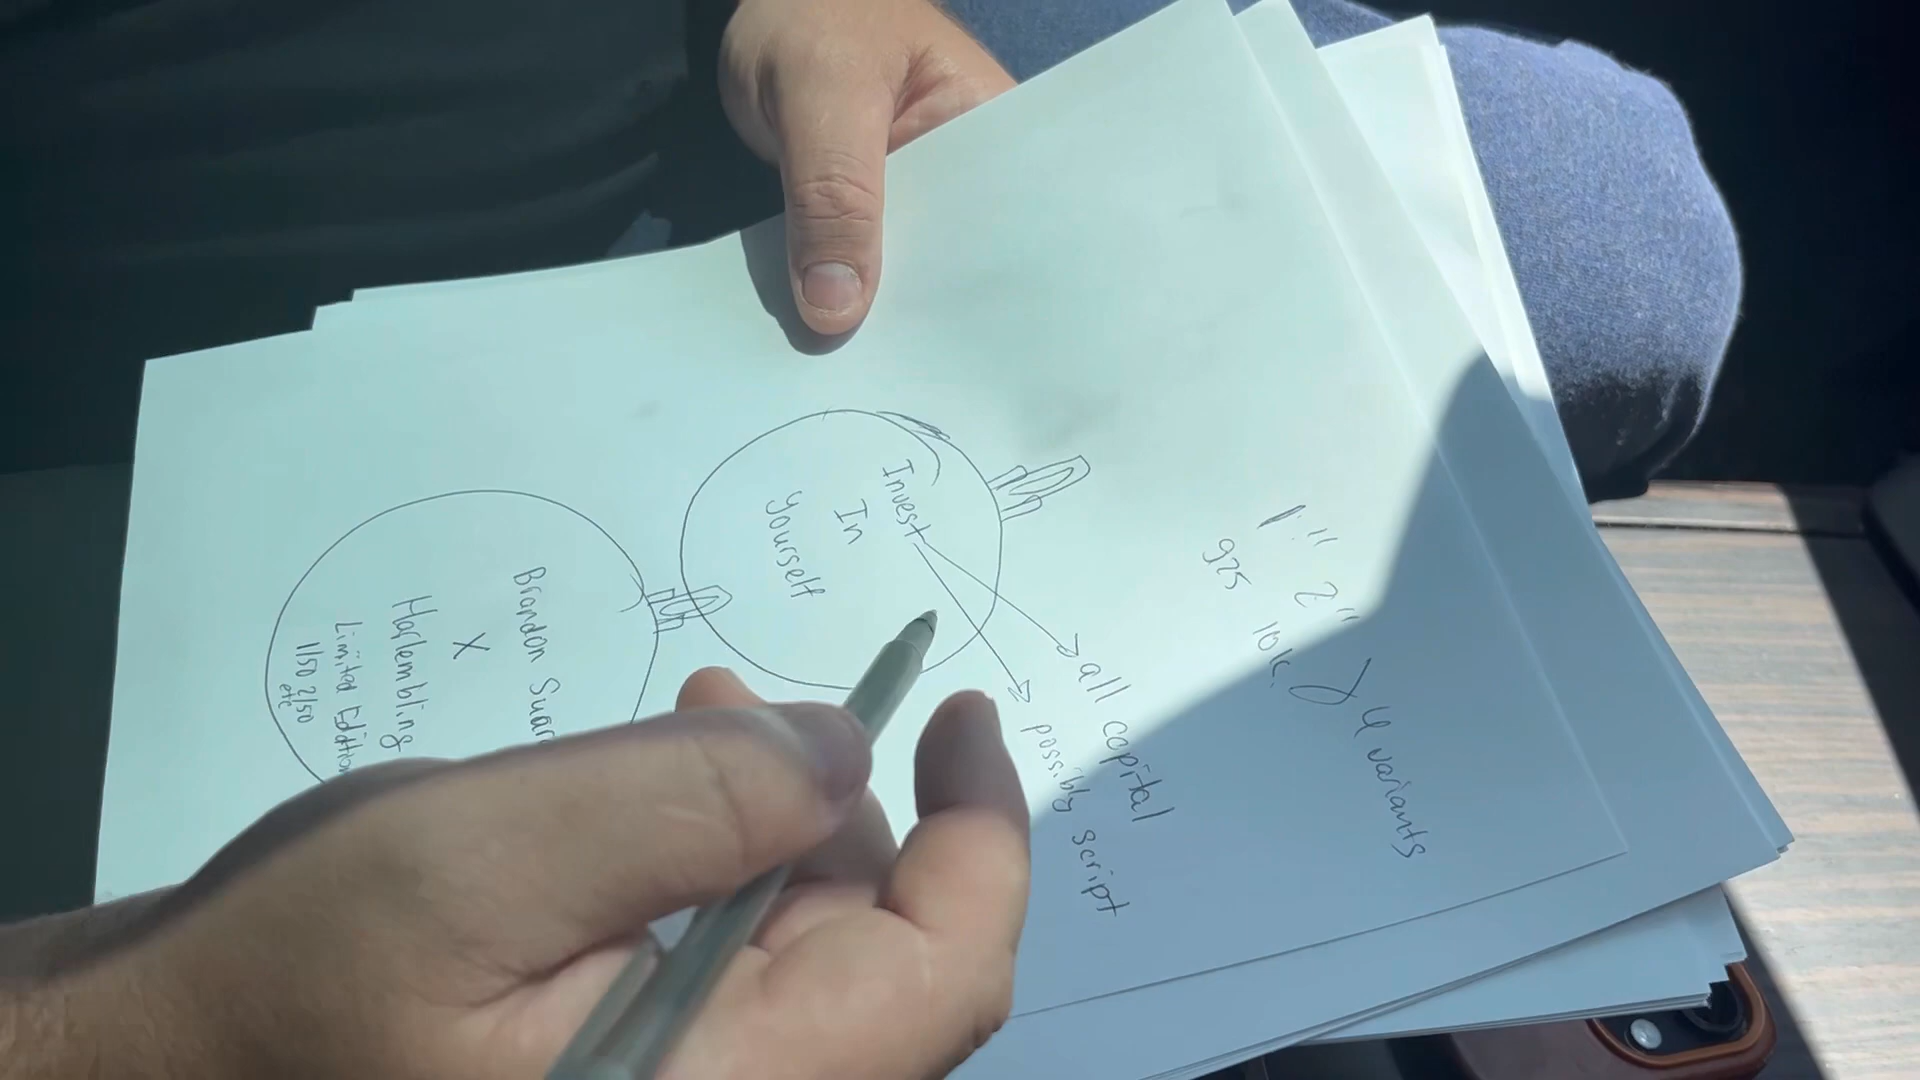 1" 2"
925 10k
4 variants
all capital
possibly script
Invest
In
yourself
Brandon
X
Harlembling
Limited Edition
1/50 2/50
etc